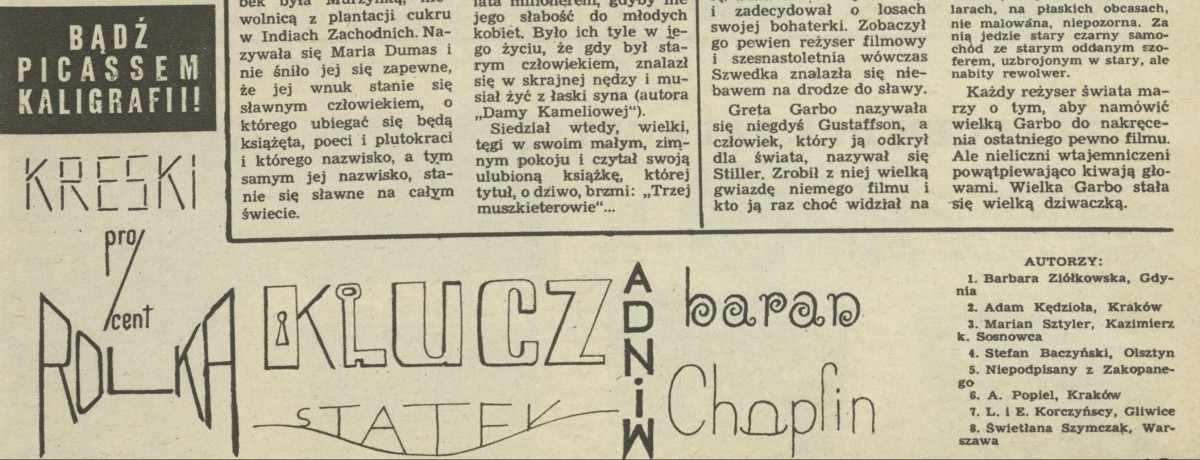 BĄDŹ
PICASSEM
KALIGRAFII!
wolnicą z plantacji cukru
w Indiach Zachodnich. Na-
zywała się Maria Dumas i
nie śniło jej się zapewne,
że jej wnuk stanie się
sławnym człowiekiem, o
którego ubiegać się będą
książęta, poeci i plutokraci
i którego nazwisko, a tym
samym jej nazwisko, sta-
nie się sławne na całym
świecie.
jego słabość do młodych
kobiet. Było ich tyle w je-
go życiu, że gdy był sta-
rym człowiekiem, znalazł
się w skrajnej nędzy i mu-
siał żyć z łaski syna (autora
„Damy Kameliowej").
Siedział wtedy, wielki,
tęgi w swoim małym, zim-
nym pokoju i czytał swoją
ulubioną książkę, której
tytuł, o dziwo, brzmi: „Trzej
muszkieterowie"...
i zadecydował o losach
swojej bohaterki. Zobaczył
go pewien reżyser filmowy
i szesnastoletnia wówczas
Szwedka znalazła się nie-
bawem na drodze do sławy.
Greta Garbo nazywała
się niegdyś Gustaffson, a
człowiek, który ją odkrył
dla świata, nazywał się
Stiller. Zrobił z niej wielką
gwiazdę niemego filmu i
kto ją raz choć widział na
larach, na płaskich obcasach,
nie malowána, niepozorna. Za
nią jedzie stary czarny samo-
chód ze starym oddanym szo-
ferem, uzbrojonym w stary, ale
nabity rewolwer.
Każdy reżyser świata ma-
rzy o tym, aby namówić
wielką Garbo do nakręce-
nia ostatniego pewno filmu.
Ale nieliczni wtajemniczeni
powątpiewająco kiwają gło-
wami. Wielka Garbo stała
się wielką dziwaczką.
KRESKI
pro/cent
ROLKA
KLUCZ
STATEK
WiNDA
baran
Chaplin
AUTORZY:
1. Barbara Ziółkowska, Gdy-
nia
2. Adam Kędzioła, Kraków
3. Marian Sztyler, Kazimierz
k. Sosnowca
4. Stefan Baczyński, Olsztyn
5. Niepodpisany z Zakopane-
go
6. A. Popiel, Kraków
7. L. i E. Korczyńscy, Gliwice
8. Świetłana Szymczak, War-
szawa